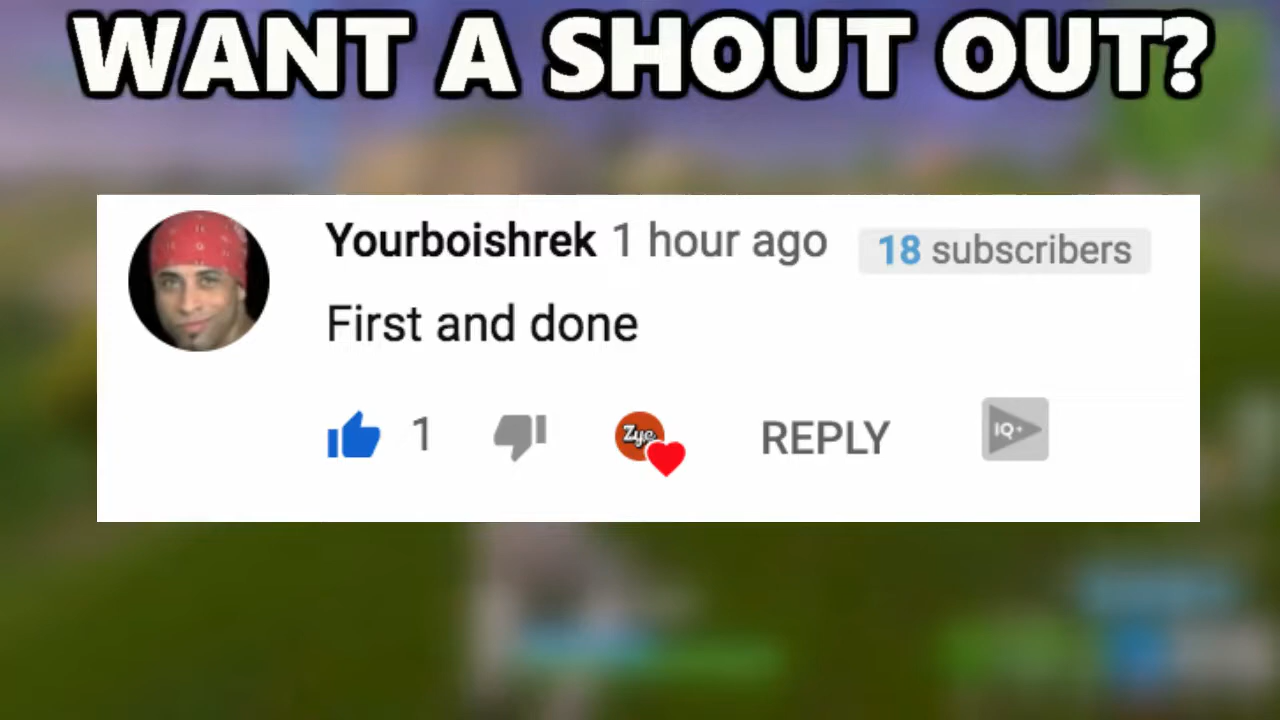 WANT A SHOUT OUT?
Yourboishrek 1 hour ago 18 subscribers
First and done
1 Zye REPLY IQ+